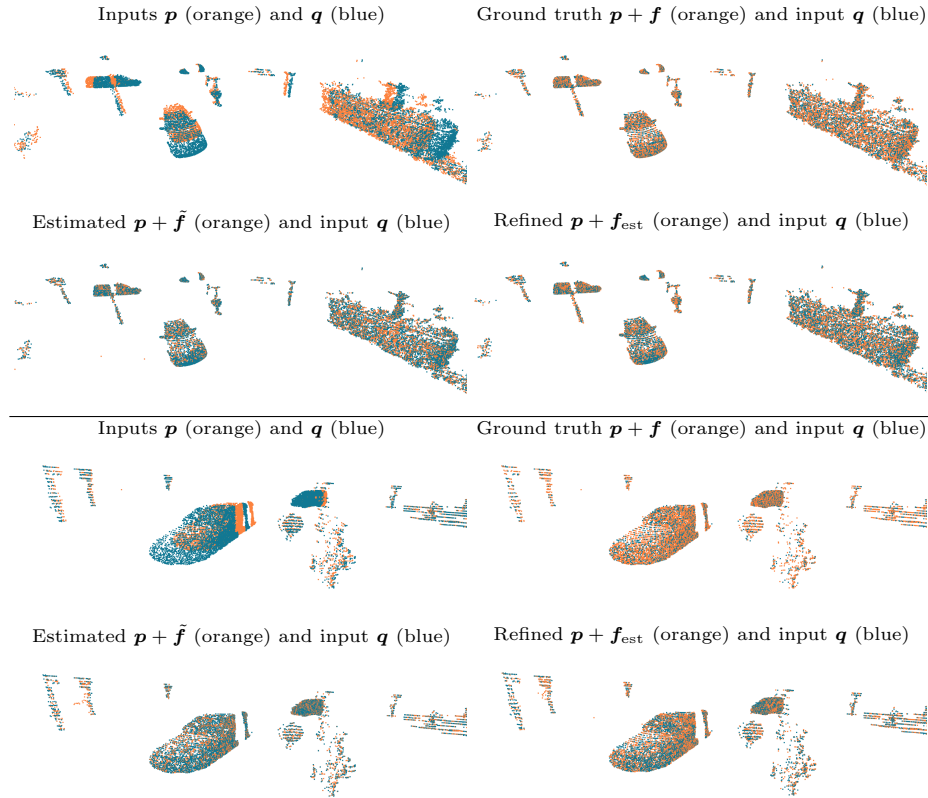 Inputs p (orange) and q (blue)
Ground truth p + f (orange) and input q (blue)
Estimated p + f̃ (orange) and input q (blue)
Refined p + f_est (orange) and input q (blue)
Inputs p (orange) and q (blue)
Ground truth p + f (orange) and input q (blue)
Estimated p + f̃ (orange) and input q (blue)
Refined p + f_est (orange) and input q (blue)